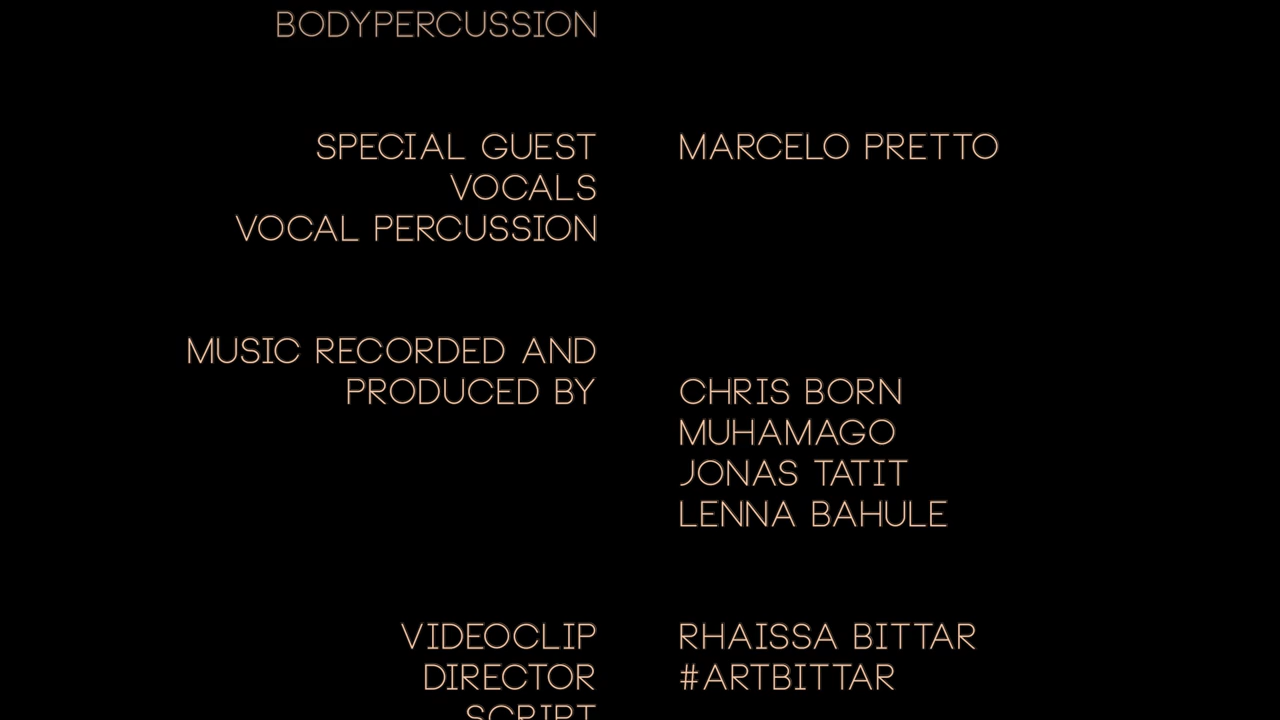 BODYPERCUSSION
SPECIAL GUEST MARCELO PRETTO
VOCALS
VOCAL PERCUSSION
MUSIC RECORDED AND
PRODUCED BY CHRIS BORN
MUHAMAGO
JONAS TATIT
LENNA BAHULE
VIDEOCLIP RHAISSA BITTAR
DIRECTOR #ARTBITTAR
SCRIPT